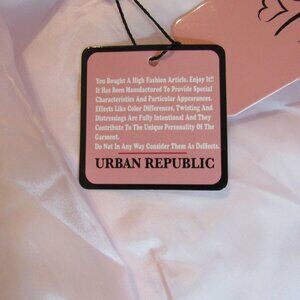 You Bought A High Fashion Article. Enjoy It!!
It Has Been Manufactured To Provide Special
Characteristics And Particular Appearances.
Effects Like Color Differences, Twisting And
Distressings Are Fully Intentional And They
Contribute To The Unique Personality Of The
Garment.
Do Not In Any Way Consider Them As Deffects.
URBAN REPUBLIC